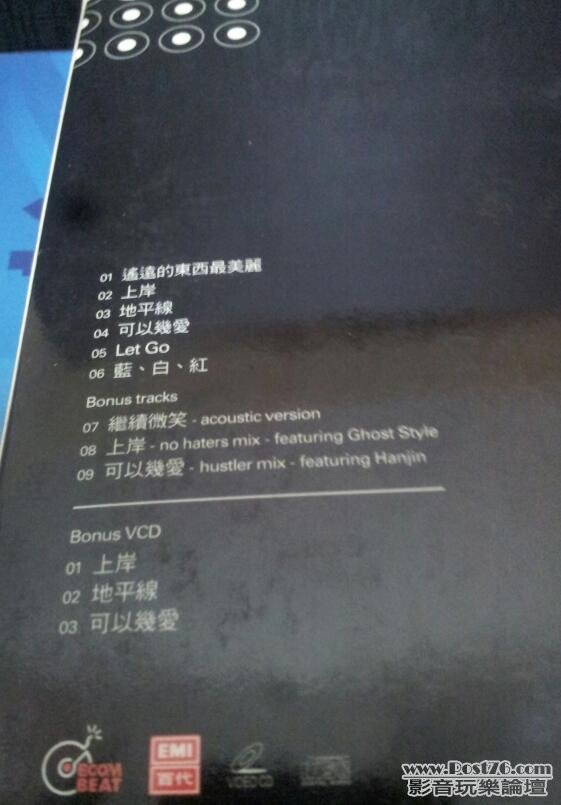 01 遙遠的東西最美麗
02 上岸
03 地平線
04 可以幾愛
05 Let Go
06 藍、白、紅
Bonus tracks
07 繼續微笑 - acoustic version
08 上岸 - no haters mix - featuring Ghost Style
09 可以幾愛 - hustler mix - featuring Hanjin
Bonus VCD
01 上岸
02 地平線
03 可以幾愛
BEAT
EMI
百代
VIDEO CD
www.Post76.com
影音玩樂論壇